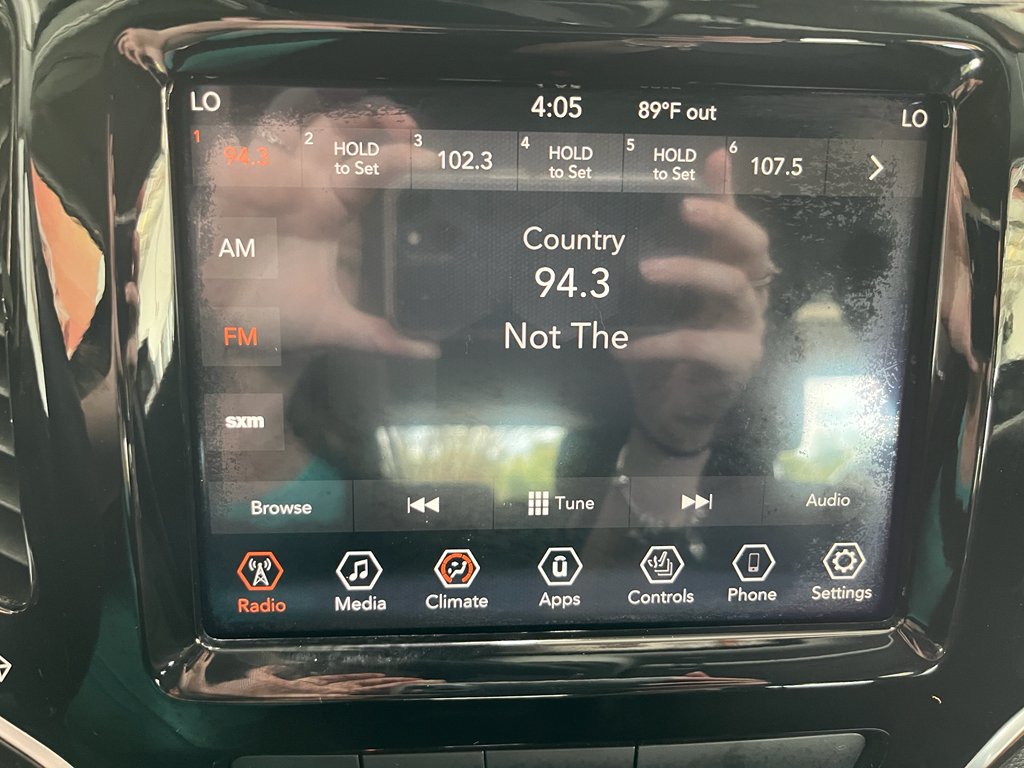 LO 4:05 89°F out LO
1 94.3 2 HOLD to Set 3 102.3 4 HOLD to Set 5 HOLD to Set 6 107.5
AM
Country
94.3
FM
Not The
sxm
Browse Tune Audio
Radio Media Climate Apps Controls Phone Settings